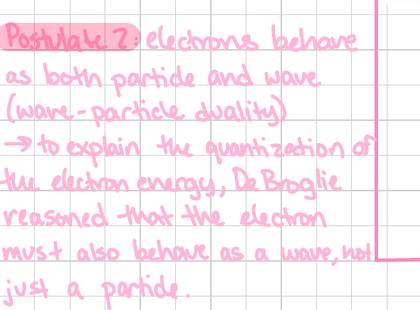 Postulate 2: electrons behave
as both particle and wave
(wave-particle duality)
→ to explain the quantization of
the electron energy, De Broglie
reasoned that the electron
must also behave as a wave, not
just a particle.